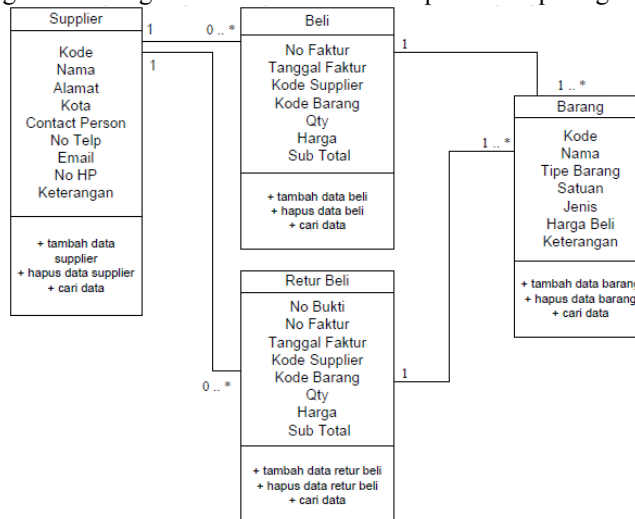 Supplier
Kode
Nama
Alamat
Kota
Contact Person
No Telp
Email
No HP
Keterangan
+ tambah data
supplier
+ hapus data supplier
+ cari data
1
0 .. *
1
Beli
No Faktur
Tanggal Faktur
Kode Supplier
Kode Barang
Qty
Harga
Sub Total
+ tambah data beli
+ hapus data beli
+ cari data
1
1 .. *
Barang
Kode
Nama
Tipe Barang
Satuan
Jenis
Harga Beli
Keterangan
+ tambah data barang
+ hapus data barang
+ cari data
1 .. *
Retur Beli
No Bukti
No Faktur
Tanggal Faktur
Kode Supplier
Kode Barang
Qty
Harga
Sub Total
+ tambah data retur beli
+ hapus data retur beli
+ cari data
0 .. *
1